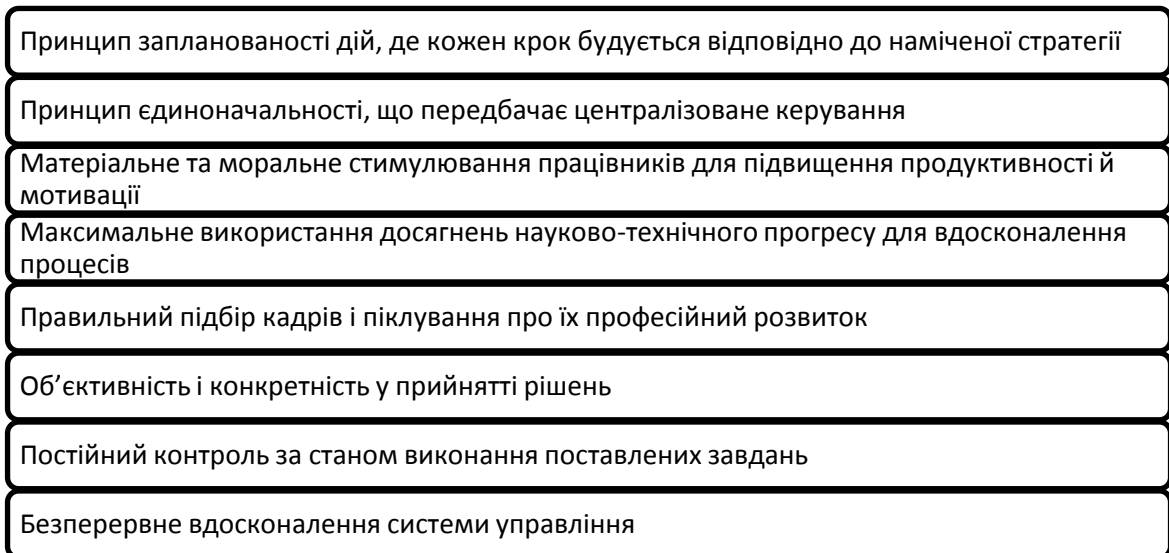 Принцип запланованості дій, де кожен крок будується відповідно до наміченої стратегії
Принцип єдиноначальності, що передбачає централізоване керування
Матеріальне та моральне стимулювання працівників для підвищення продуктивності й
мотивації
Максимальне використання досягнень науково-технічного прогресу для вдосконалення
процесів
Правильний підбір кадрів і піклування про їх професійний розвиток
Об’єктивність і конкретність у прийнятті рішень
Постійний контроль за станом виконання поставлених завдань
Безперервне вдосконалення системи управління